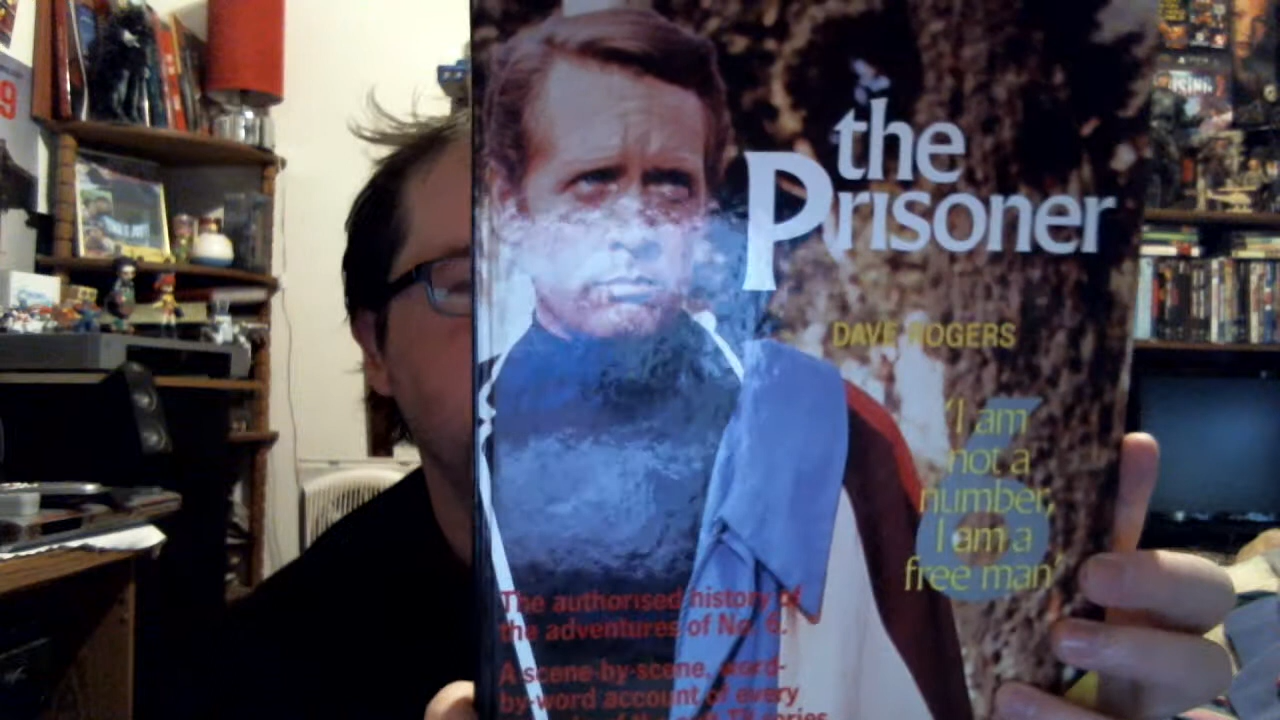 the
Prisoner
DAVE ROGERS
'I am
not a
number,
I am a
free man'
6
The authorised history of
the adventures of No. 6.
A scene-by-scene, word-
by-word account of every